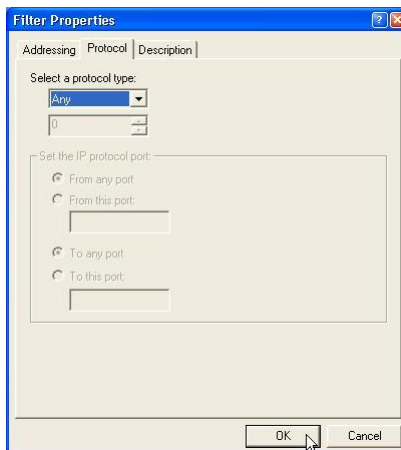 Filter Properties
Addressing Protocol Description
Select a protocol type:
Any
0
Set the IP protocol port:
From any port
From this port:
To any port
To this port:
OK Cancel